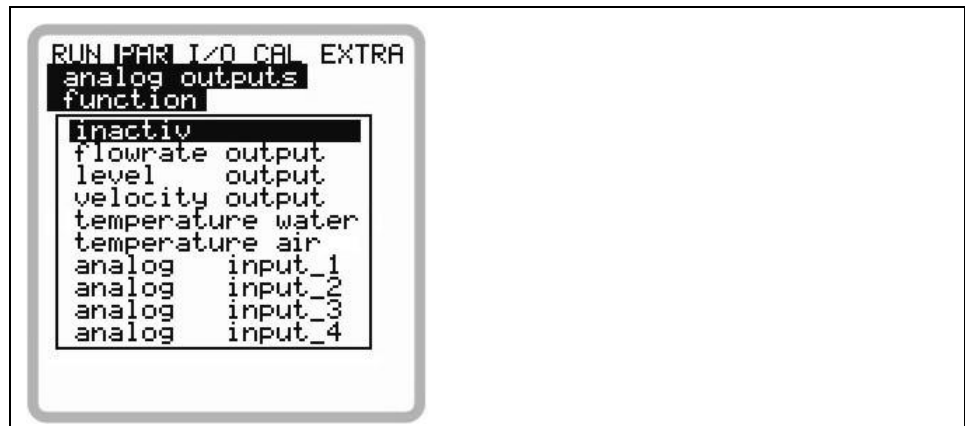 RUN PAR I/O CAL EXTRA
analog outputs
function
inactiv
flowrate output
level output
velocity output
temperature water
temperature air
analog input_1
analog input_2
analog input_3
analog input_4